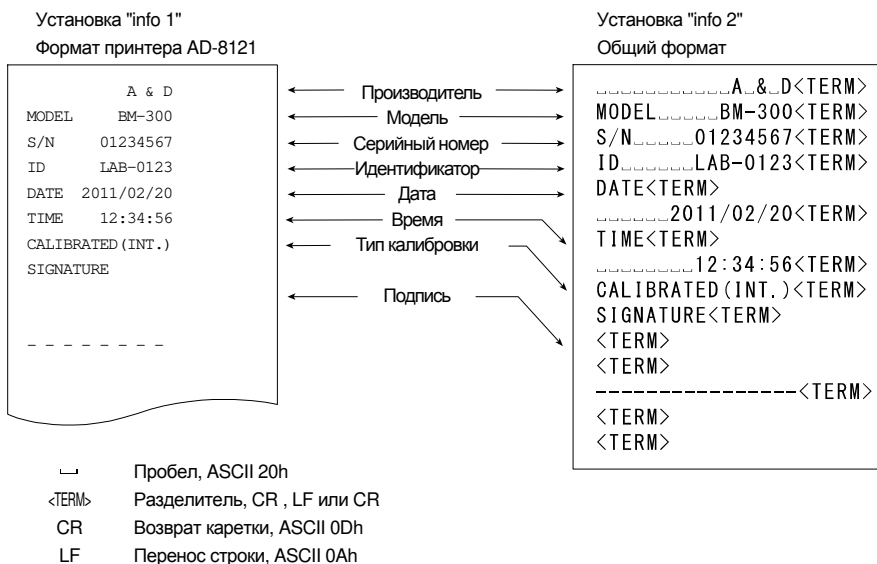 Установка "info 1"
Формат принтера AD-8121
A & D
MODEL BM-300
S/N 01234567
ID LAB-0123
DATE 2011/02/20
TIME 12:34:56
CALIBRATED(INT.)
SIGNATURE
_ _ _ _ _ _ _ _
Производитель
Модель
Серийный номер
Идентификатор
Дата
Время
Тип калибровки
Подпись
Установка "info 2"
Общий формат
␣␣␣␣␣␣␣␣␣␣␣A␣&␣D<TERM>
MODEL␣␣␣␣␣BM-300<TERM>
S/N␣␣␣␣␣01234567<TERM>
ID␣␣␣␣␣␣LAB-0123<TERM>
DATE<TERM>
␣␣␣␣␣␣2011/02/20<TERM>
TIME<TERM>
␣␣␣␣␣␣␣␣12:34:56<TERM>
CALIBRATED(INT.)<TERM>
SIGNATURE<TERM>
<TERM>
<TERM>
----------------<TERM>
<TERM>
<TERM>
␣ Пробел, ASCII 20h
<TERM> Разделитель, CR , LF или CR
CR Возврат каретки, ASCII 0Dh
LF Перенос строки, ASCII 0Ah